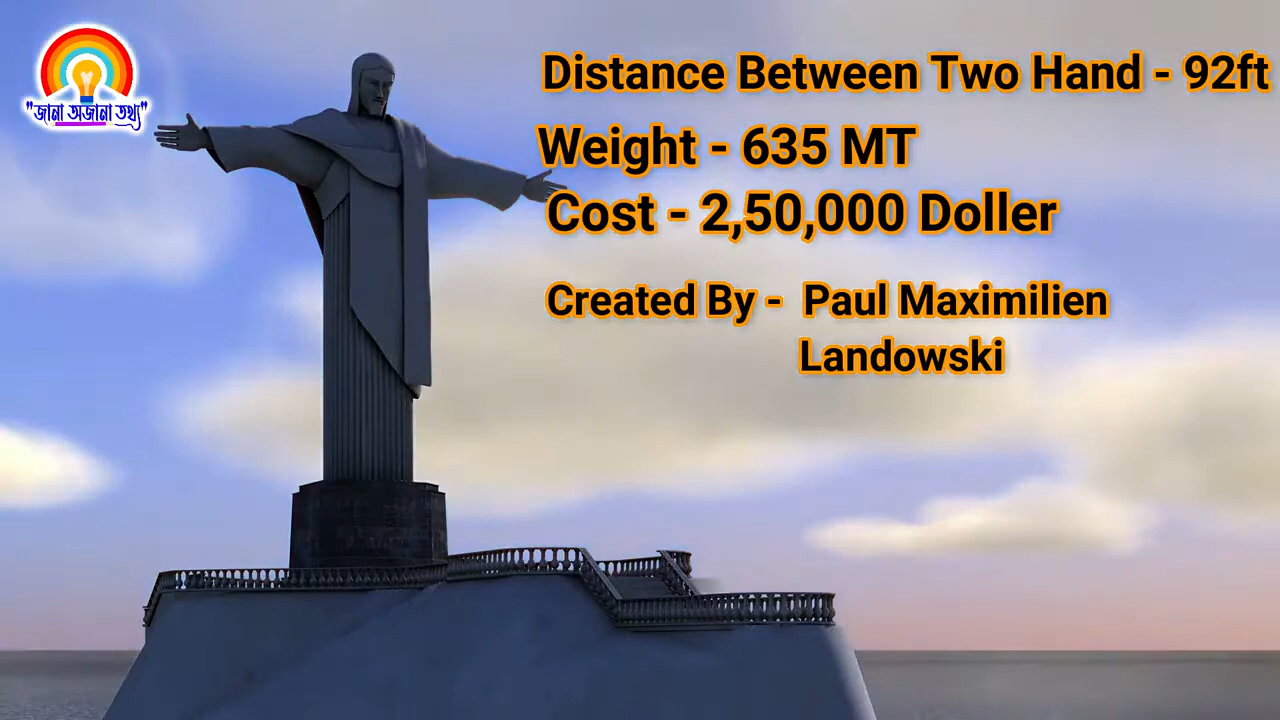 "জানা অজানা তথ্য"
Distance Between Two Hand - 92ft
Weight - 635 MT
Cost - 2,50,000 Doller
Created By - Paul Maximilien
Landowski